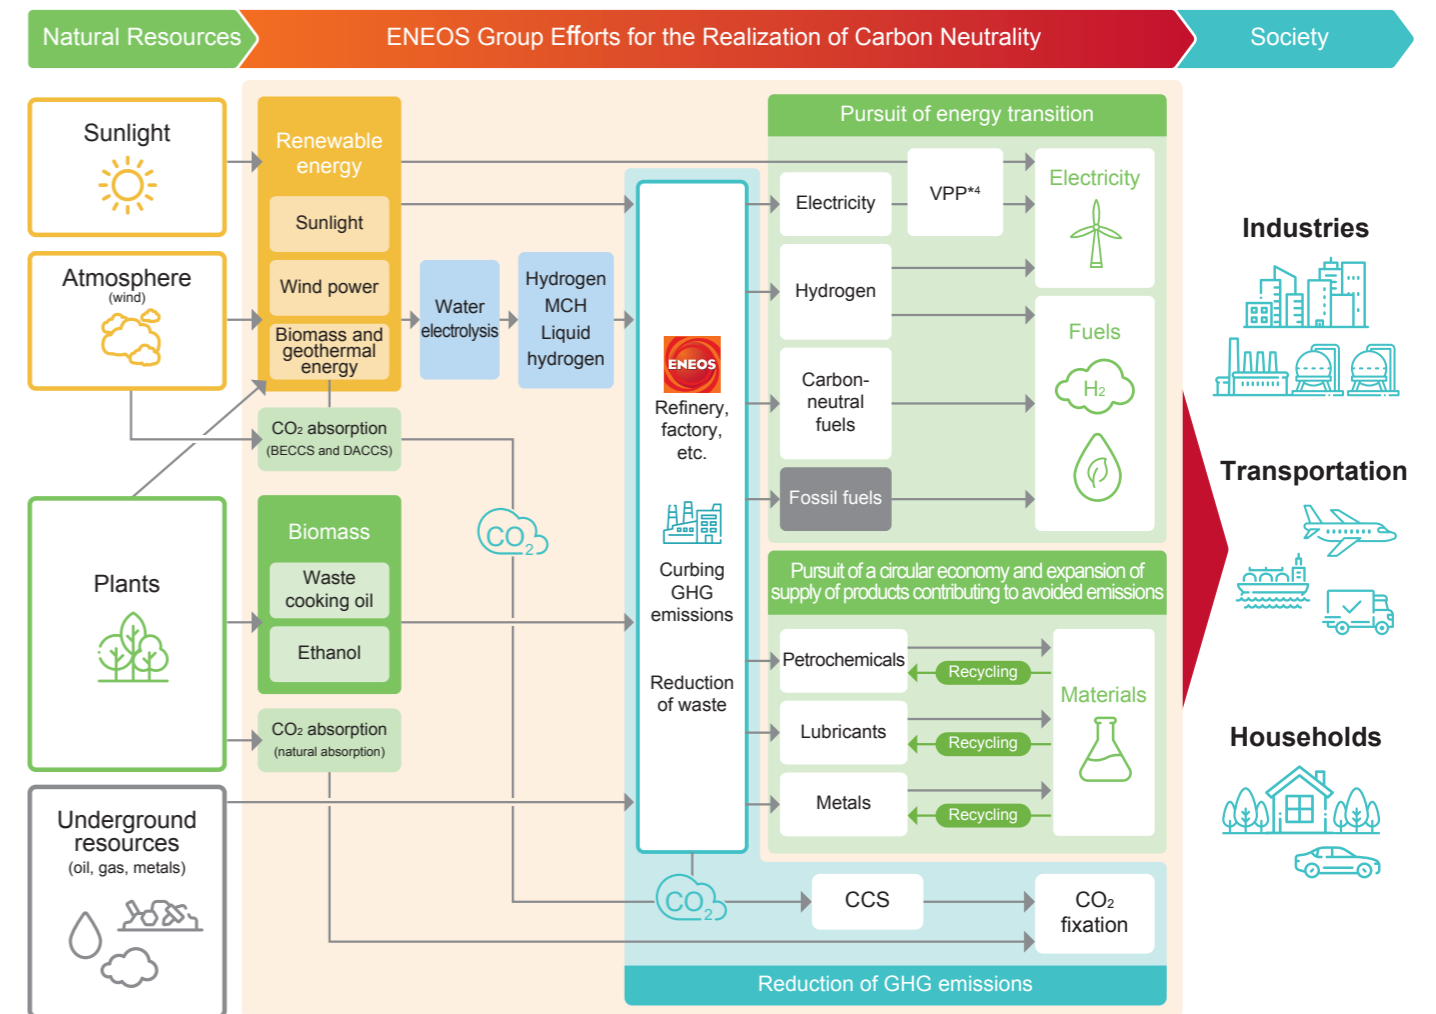 Natural Resources
ENEOS Group Efforts for the Realization of Carbon Neutrality
Society
Sunlight
Atmosphere
(wind)
Plants
Underground
resources
(oil, gas, metals)
Renewable
energy
Sunlight
Wind power
Biomass and
geothermal
energy
CO₂ absorption
(BECCS and DACCS)
Biomass
Waste
cooking oil
Ethanol
CO₂ absorption
(natural absorption)
Water
electrolysis
Hydrogen
MCH
Liquid
hydrogen
CO₂
ENEOS
Refinery,
factory,
etc.
Curbing
GHG
emissions
Reduction
of waste
Pursuit of energy transition
Electricity
VPP*4
Electricity
Hydrogen
Carbon-
neutral
fuels
Fossil fuels
Fuels
H₂
Pursuit of a circular economy and expansion of
supply of products contributing to avoided emissions
Petrochemicals
Recycling
Lubricants
Recycling
Metals
Recycling
Materials
CO₂
CCS
CO₂
fixation
Reduction of GHG emissions
Industries
Transportation
Households